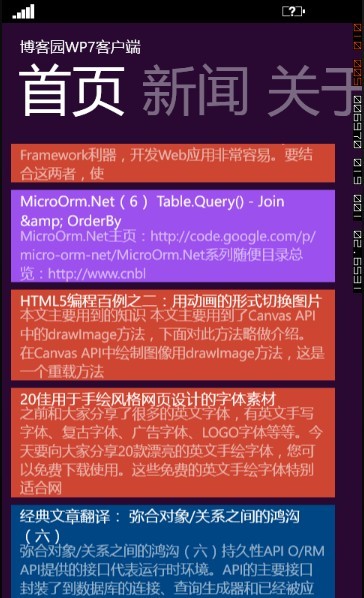 博客园WP7客户端
首页 新闻 关于
Framework利器，开发Web应用非常容易。要结
合这两者，使
MicroOrm.Net（6） Table.Query() - Join
&amp; OrderBy
MicroOrm.Net主页：http://code.google.com/p/
micro-orm-net/MicroOrm.Net系列随便目录总
览：http://www.cnbl
HTML5编程百例之二：用动画的形式切换图片
本文主要用到的知识 本文主要用到了Canvas API
中的drawImage方法，下面对此方法略做介绍。
在Canvas API中绘制图像用drawImage方法，这是
一个重载方法
20佳用于手绘风格网页设计的字体素材
之前和大家分享了很多的英文字体，有英文手写
字体、复古字体、广告字体、LOGO字体等等。今
天要向大家分享20款漂亮的英文手绘字体，您可
以免费下载使用。这些免费的英文手绘字体特别
适合网
经典文章翻译： 弥合对象/关系之间的鸿沟
（六）
弥合对象/关系之间的鸿沟（六）持久性API O/RM
API提供的接口代表运行时环境。API的主要接口
封装了到数据库的连接、查询生成器和已经被应
010 005 006970 019 001 02.6531